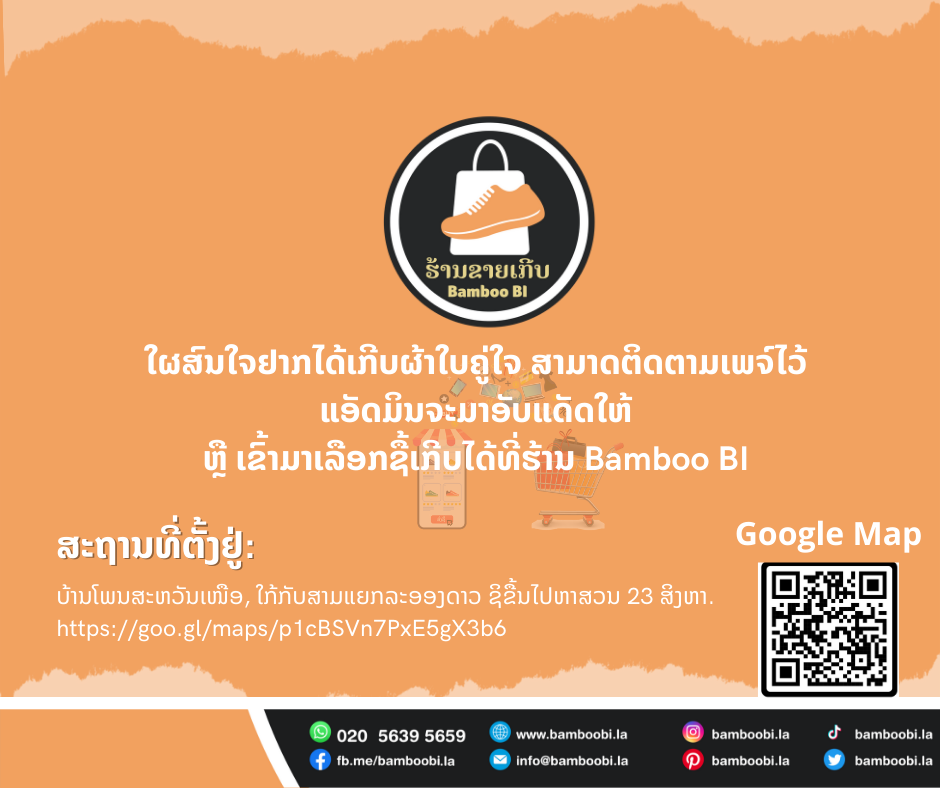 ຮ້ານຂາຍເກີບ
Bamboo BI
ໃຜສົນໃຈຢາກໄດ້ເກີບຜ້າໃບຄູ່ໃຈ ສາມາດຕິດຕາມເພຈ໌ໄວ້
ແອັດມິນຈະມາອັບແດັດໃຫ້
ຫຼື ເຂົ້າມາເລືອກຊື້ເກີບໄດ້ທີ່ຮ້ານ Bamboo BI
ສະຖານທີ່ຕັ້ງຢູ່:
ບ້ານໂພນສະຫວັນເໜືອ, ໃກ້ກັບສາມແຍກລະອອງດາວ ຊິຂຶ້ນໄປຫາສວນ 23 ສິງຫາ.
https://goo.gl/maps/p1cBSVn7PxE5gX3b6
Google Map
020 5639 5659
www.bamboobi.la
bamboobi.la
bamboobi.la
fb.me/bamboobi.la
info@bamboobi.la
bamboobi.la
bamboobi.la